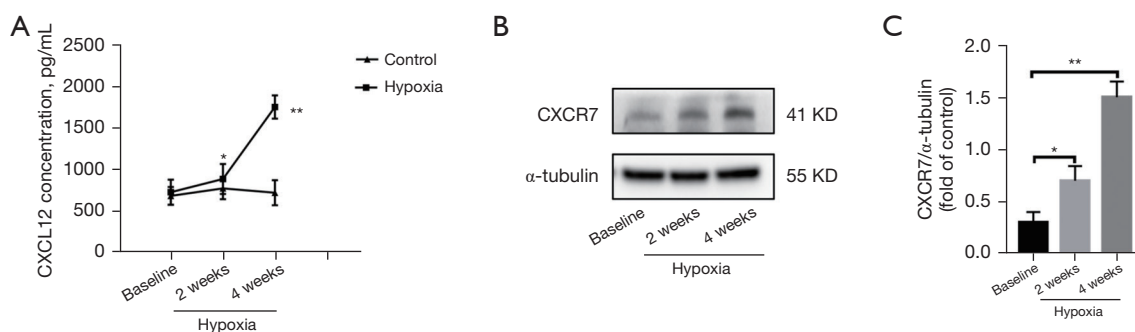 A
CXCL12 concentration, pg/mL
2500
2000
1500
1000
500
0
Control
Hypoxia
*
**
Baseline
2 weeks
4 weeks
Hypoxia
B
CXCR7
41 KD
α-tubulin
55 KD
Baseline
2 weeks
4 weeks
Hypoxia
C
CXCR7/α-tubulin
(fold of control)
1.5
1.0
0.5
0.0
**
*
Baseline
2 weeks
4 weeks
Hypoxia